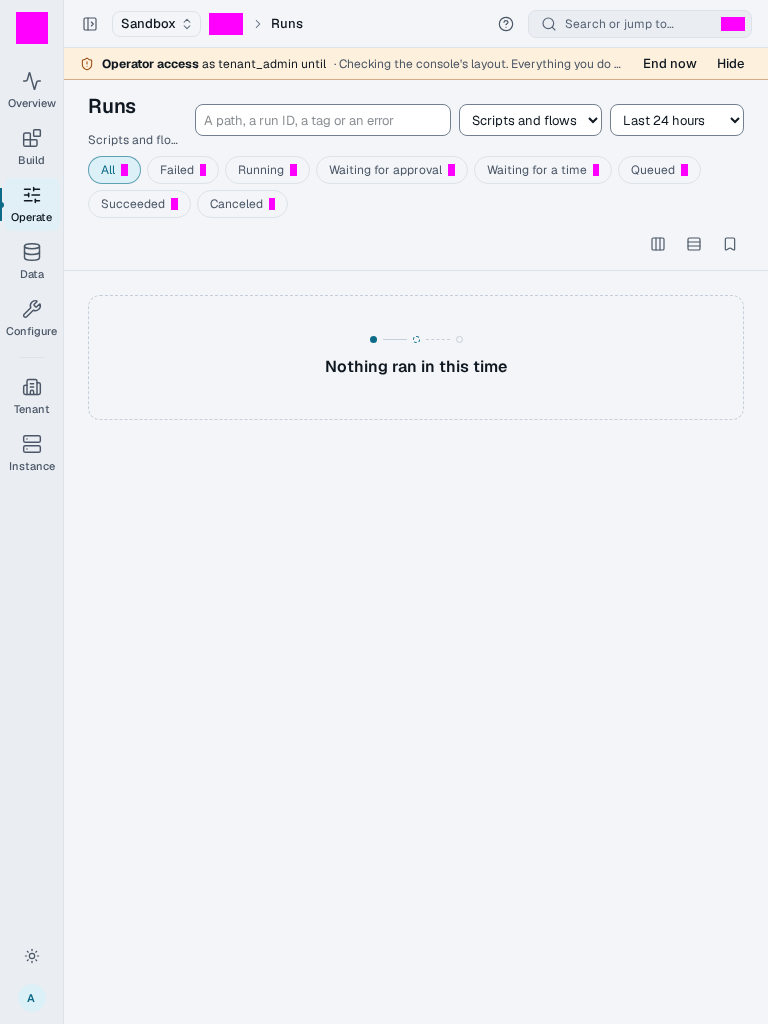 Sandbox
Runs
Search or jump to…
Operator access as tenant_admin until · Checking the console's layout. Everything you do …
End now
Hide
Overview
Build
Operate
Data
Configure
Tenant
Instance
A
Runs
Scripts and flo…
A path, a run ID, a tag or an error
Scripts and flows
Last 24 hours
All
Failed
Running
Waiting for approval
Waiting for a time
Queued
Succeeded
Canceled
Nothing ran in this time